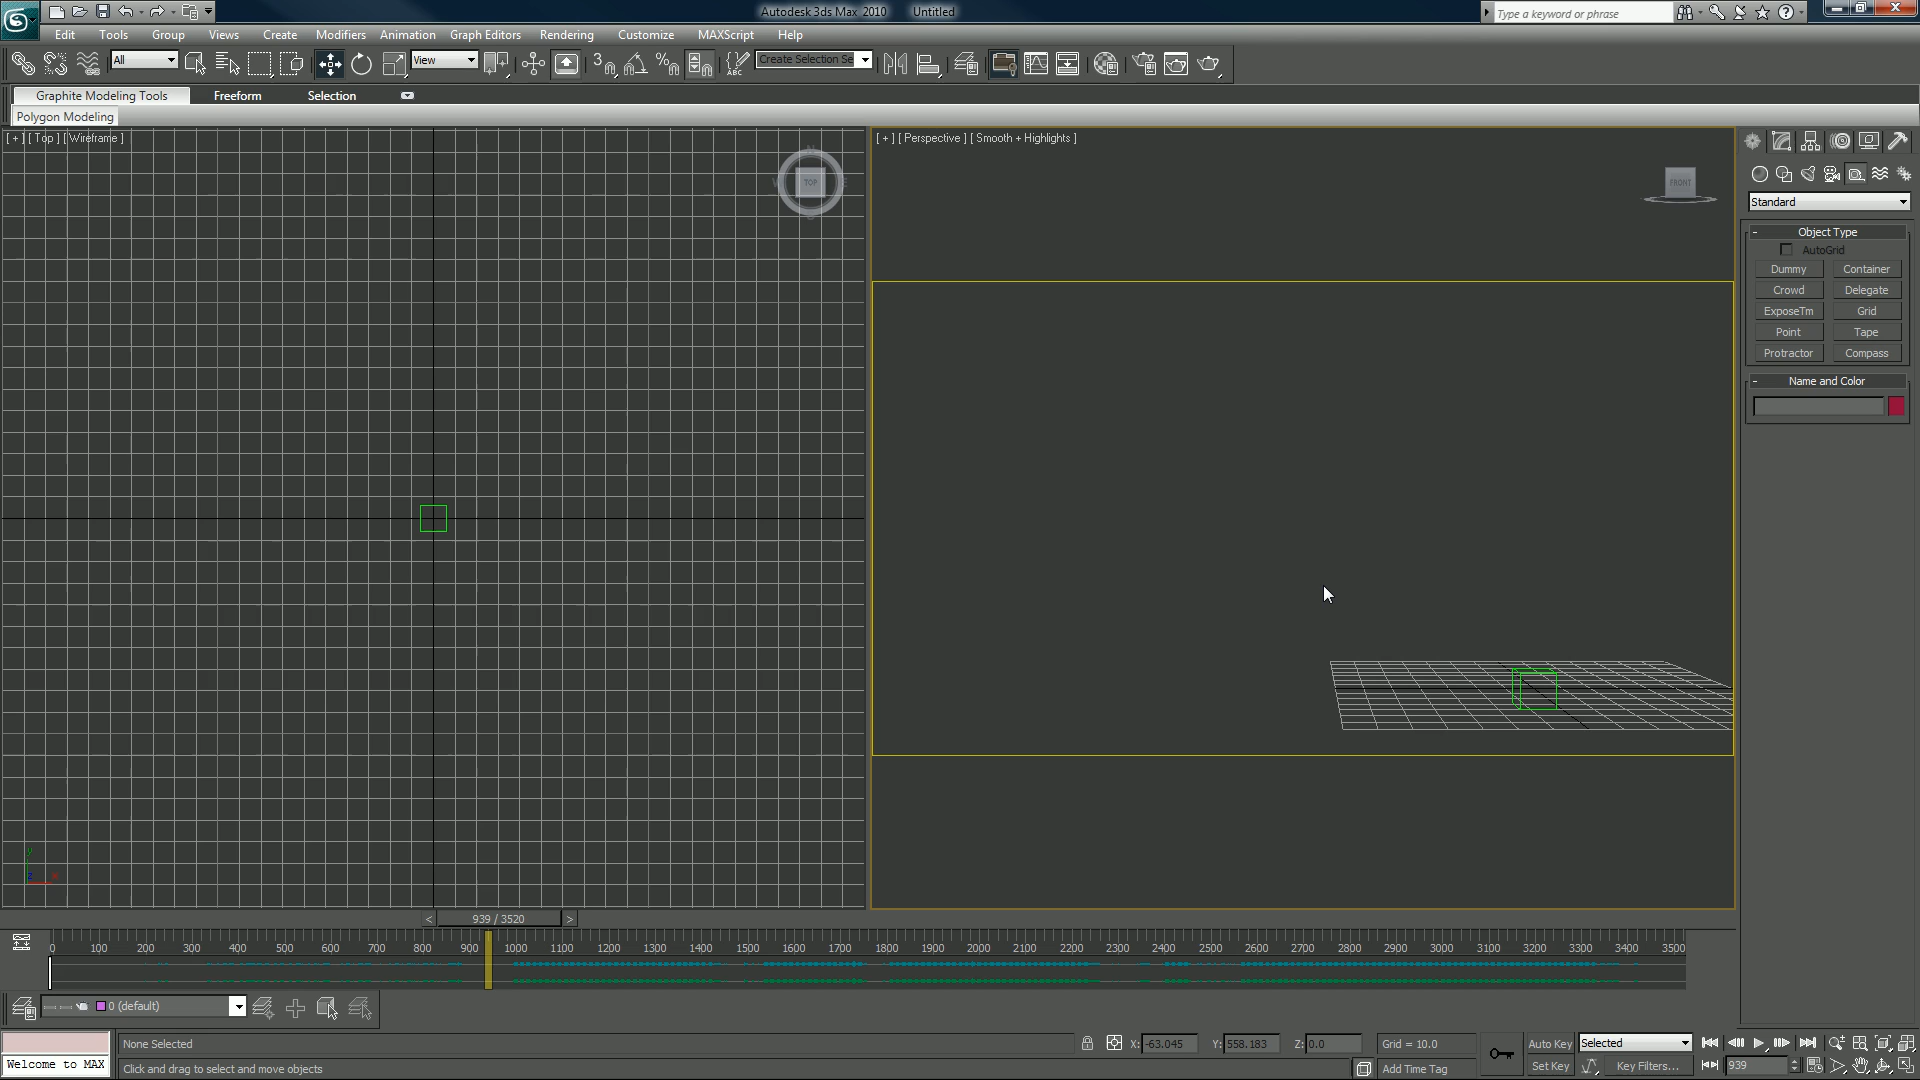 Autodesk 3ds Max 2010 Untitled
Type a keyword or phrase
Edit Tools Group Views Create Modifiers Animation Graph Editors Rendering Customize MAXScript Help
All
View
3
ABC
Create Selection Se
Graphite Modeling Tools Freeform Selection
Polygon Modeling
[ + ] [ Top ] [ Wireframe ]
TOP
[ + ] [ Perspective ] [ Smooth + Highlights ]
FRONT
Standard
- Object Type
AutoGrid
Dummy Container
Crowd Delegate
ExposeTm Grid
Point Tape
Protractor Compass
- Name and Color
y
z x
< 939 / 3520 >
0 100 200 300 400 500 600 700 800 900 1000 1100 1200 1300 1400 1500 1600 1700 1800 1900 2000 2100 2200 2300 2400 2500 2600 2700 2800 2900 3000 3100 3200 3300 3400 3500
0 (default)
None Selected
X: -63.045 Y: 558.183 Z: 0.0 Grid = 10.0
Auto Key Selected
Welcome to MAX
Click and drag to select and move objects
Add Time Tag
Set Key Key Filters... 939